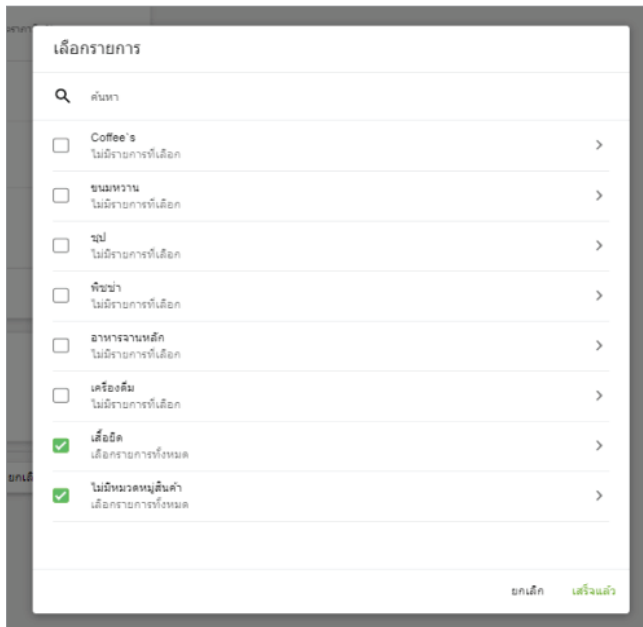 เลือกรายการ
ค้นหา
Coffee`s
ไม่มีรายการที่เลือก
ขนมหวาน
ไม่มีรายการที่เลือก
ซุป
ไม่มีรายการที่เลือก
พิซซ่า
ไม่มีรายการที่เลือก
อาหารจานหลัก
ไม่มีรายการที่เลือก
เครื่องดื่ม
ไม่มีรายการที่เลือก
เสื้อยืด
เลือกรายการทั้งหมด
ไม่มีหมวดหมู่สินค้า
เลือกรายการทั้งหมด
ยกเลิก เสร็จแล้ว